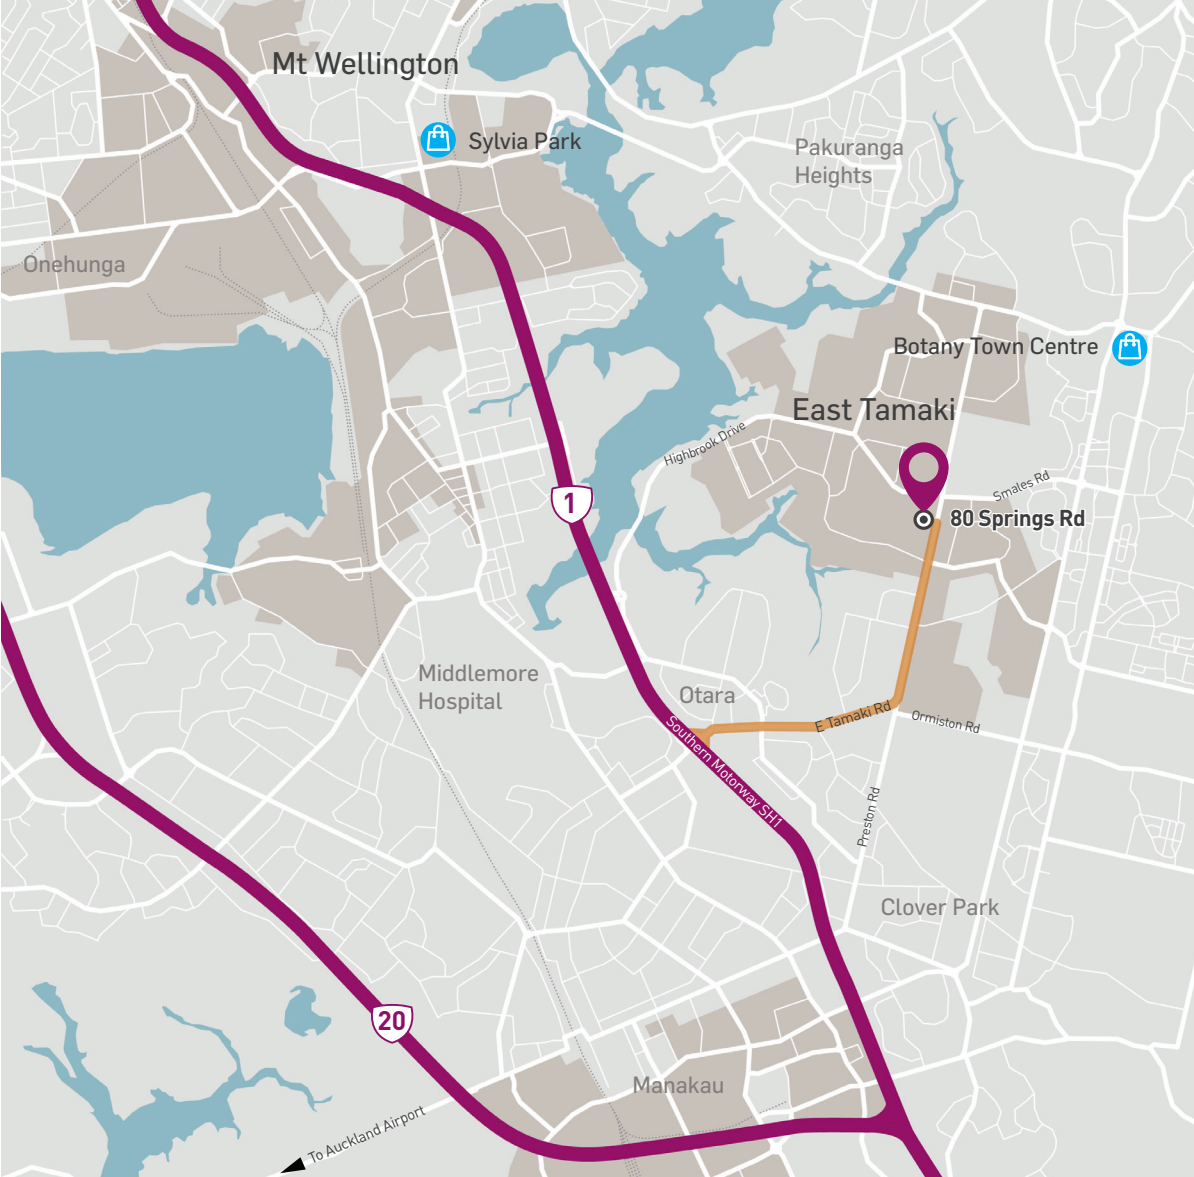 Mt Wellington
Sylvia Park
Pakuranga
Heights
Onehunga
Botany Town Centre
East Tamaki
Highbrook Drive
Smales Rd
1
80 Springs Rd
Middlemore
Hospital
Otara
E Tamaki Rd
Ormiston Rd
Southern Motorway SH1
Preston Rd
Clover Park
20
Manakau
To Auckland Airport